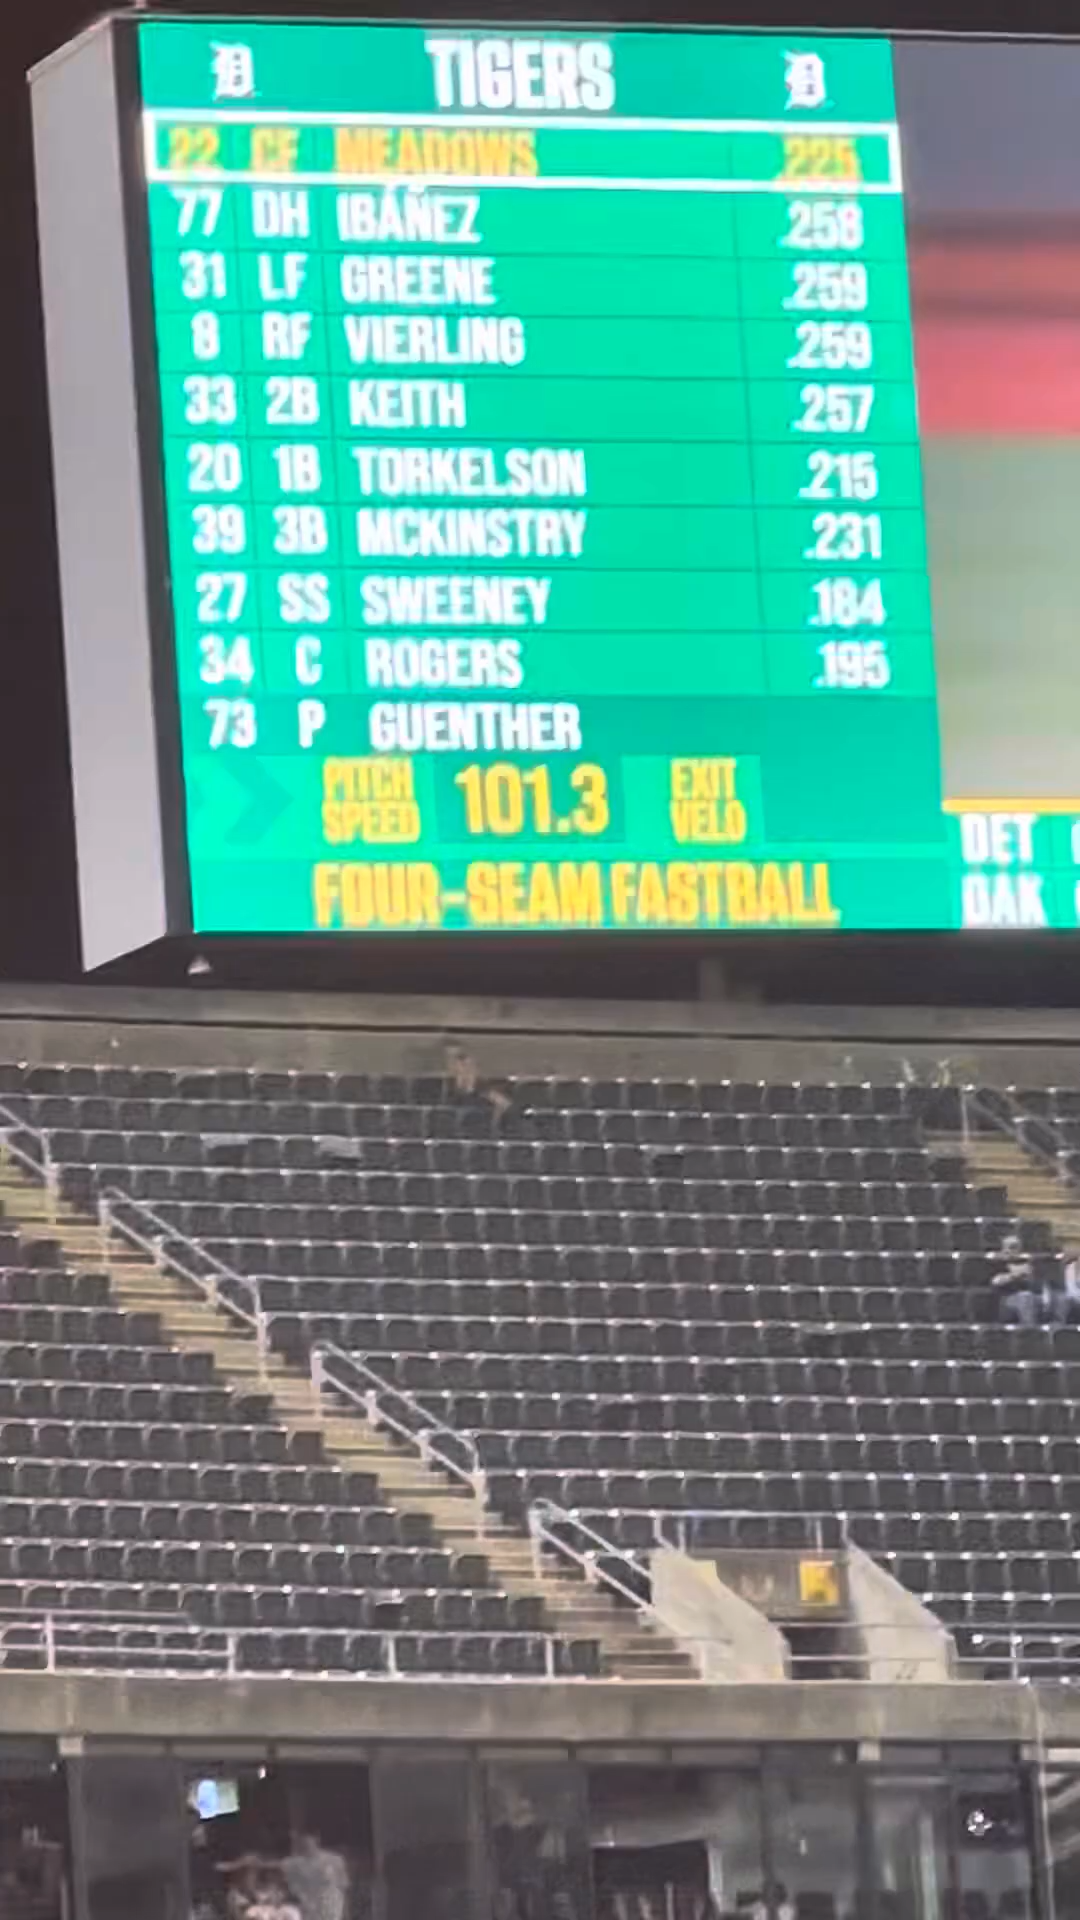 D TIGERS D
22 CF MEADOWS .225
77 DH IBÁÑEZ .258
31 LF GREENE .259
8 RF VIERLING .259
33 2B KEITH .257
20 1B TORKELSON .215
39 3B MCKINSTRY .231
27 SS SWEENEY .184
34 C ROGERS .195
73 P GUENTHER
PITCH SPEED 101.3 EXIT VELO
FOUR-SEAM FASTBALL
DET
OAK